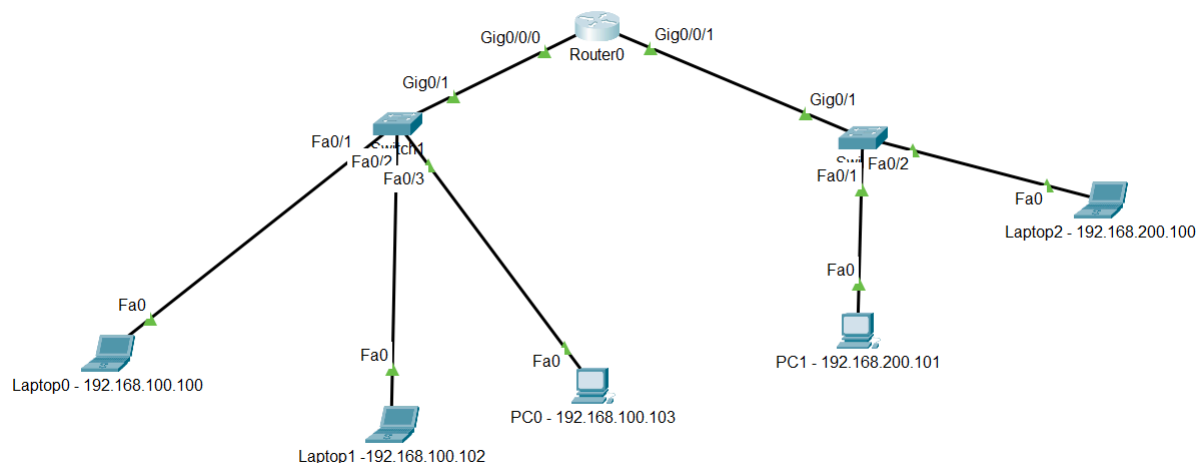 Gig0/0/0
Gig0/0/1
Router0
Gig0/1
Gig0/1
Fa0/1
Switch1
Fa0/2
Fa0/3
Fa0/2
Fa0/1
Fa0
Laptop2 - 192.168.200.100
Fa0
Fa0
Fa0
Fa0
PC1 - 192.168.200.101
Laptop0 - 192.168.100.100
PC0 - 192.168.100.103
Laptop1 -192.168.100.102